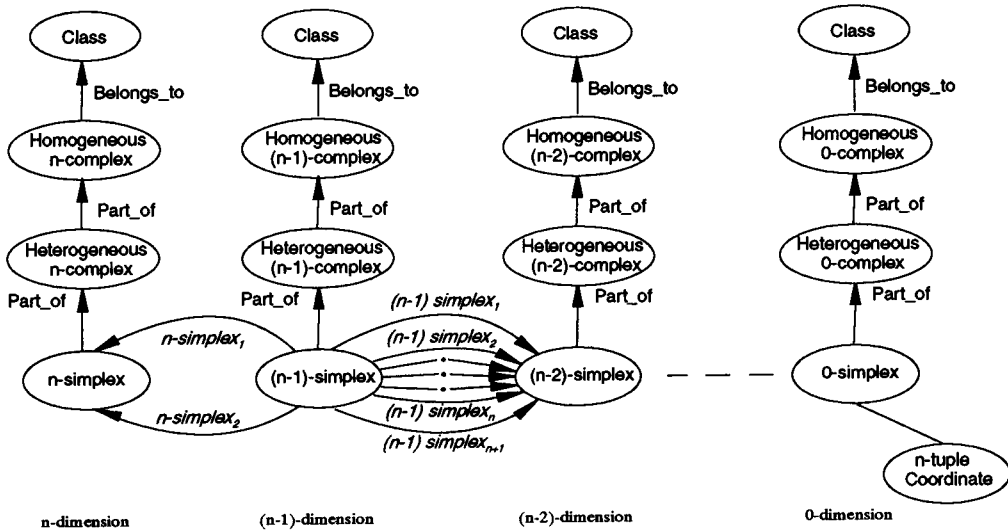 Class
Class
Class
Class
Belongs_to
Belongs_to
Belongs_to
Belongs_to
Homogeneous
n-complex
Homogeneous
(n-1)-complex
Homogeneous
(n-2)-complex
Homogeneous
0-complex
Part_of
Part_of
Part_of
Part_of
Heterogeneous
n-complex
Heterogeneous
(n-1)-complex
Heterogeneous
(n-2)-complex
Heterogeneous
0-complex
Part_of
Part_of
Part_of
Part_of
n-simplex₁
(n-1) simplex₁
(n-1) simplex₂
n-simplex
(n-1)-simplex
(n-2)-simplex
0-simplex
n-simplex₂
(n-1) simplexₙ
(n-1) simplexₙ₊₁
n-tuple
Coordinate
n-dimension
(n-1)-dimension
(n-2)-dimension
0-dimension